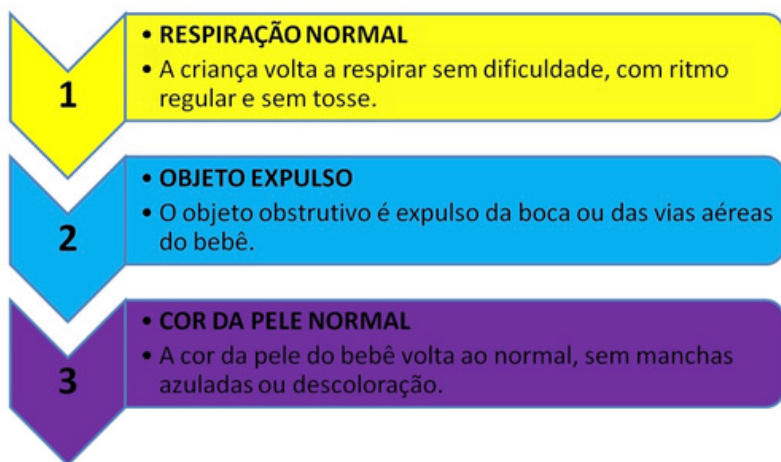 1
• RESPIRAÇÃO NORMAL
• A criança volta a respirar sem dificuldade, com ritmo
regular e sem tosse.
2
• OBJETO EXPULSO
• O objeto obstrutivo é expulso da boca ou das vias aéreas
do bebê.
3
• COR DA PELE NORMAL
• A cor da pele do bebê volta ao normal, sem manchas
azuladas ou descoloração.